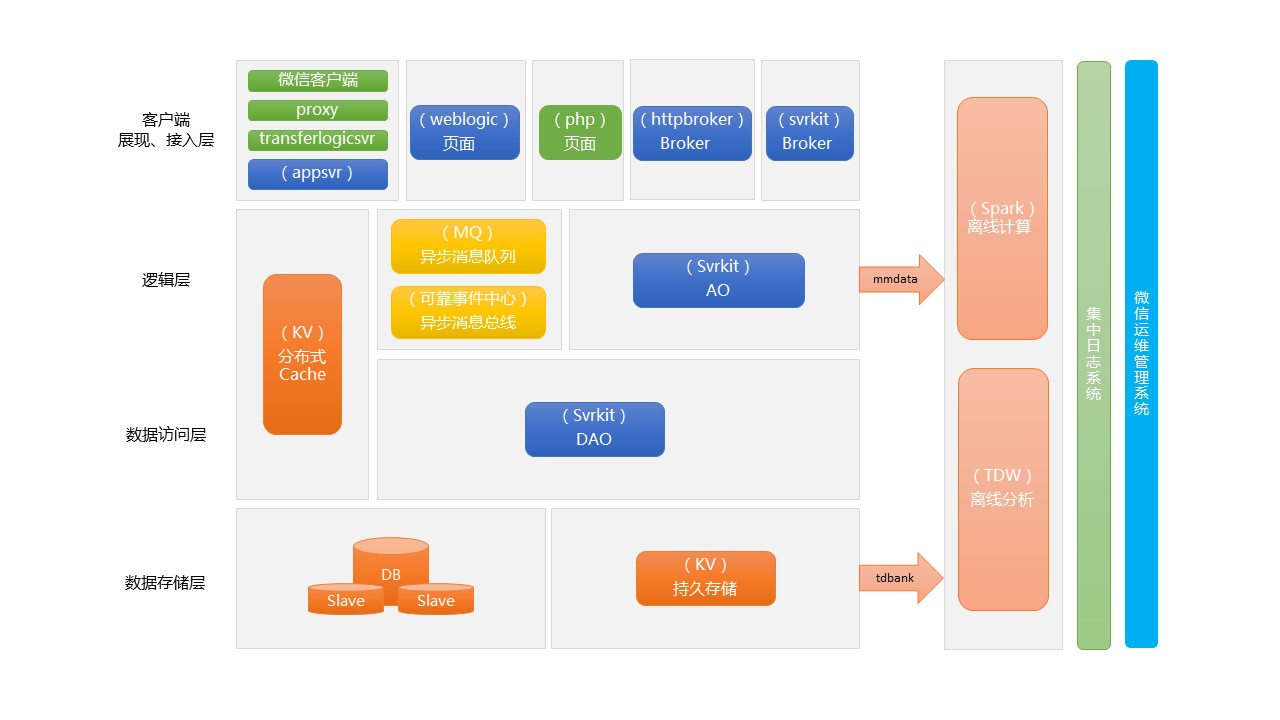 客户端
展现、接入层
微信客户端
proxy
transferlogicsvr
（appsvr）
（weblogic）
页面
（php）
页面
（httpbroker）
Broker
（svrkit）
Broker
逻辑层
（MQ）
异步消息队列
（可靠事件中心）
异步消息总线
（Svrkit）
AO
mmdata
（KV）
分布式
Cache
数据访问层
（Svrkit）
DAO
数据存储层
DB
Slave
Slave
（KV）
持久存储
tdbank
（Spark）
离线计算
（TDW）
离线分析
集中日志系统
微信运维管理系统